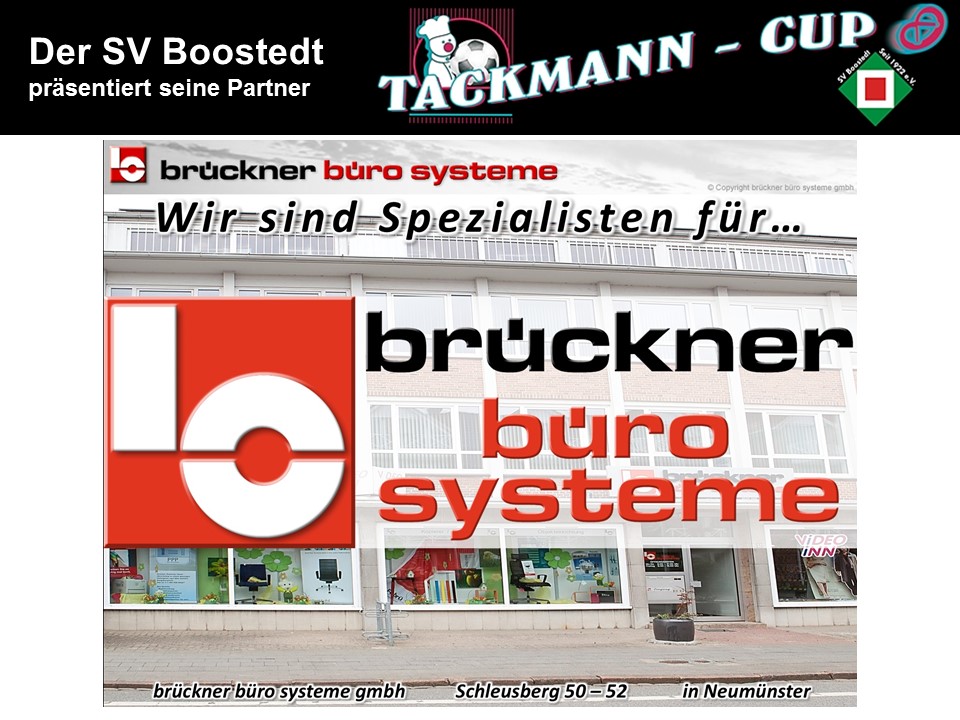 Der SV Boostedt
präsentiert seine Partner
TACKMANN - CUP
SV Boostedt Seit 1922 e.V.
brückner büro systeme
© Copyright brückner büro systeme gmbh
Wir sind Spezialisten für...
brückner
büro
systeme
VIDEO
INN
PPP
brückner büro systeme gmbh Schleusberg 50 – 52 in Neumünster